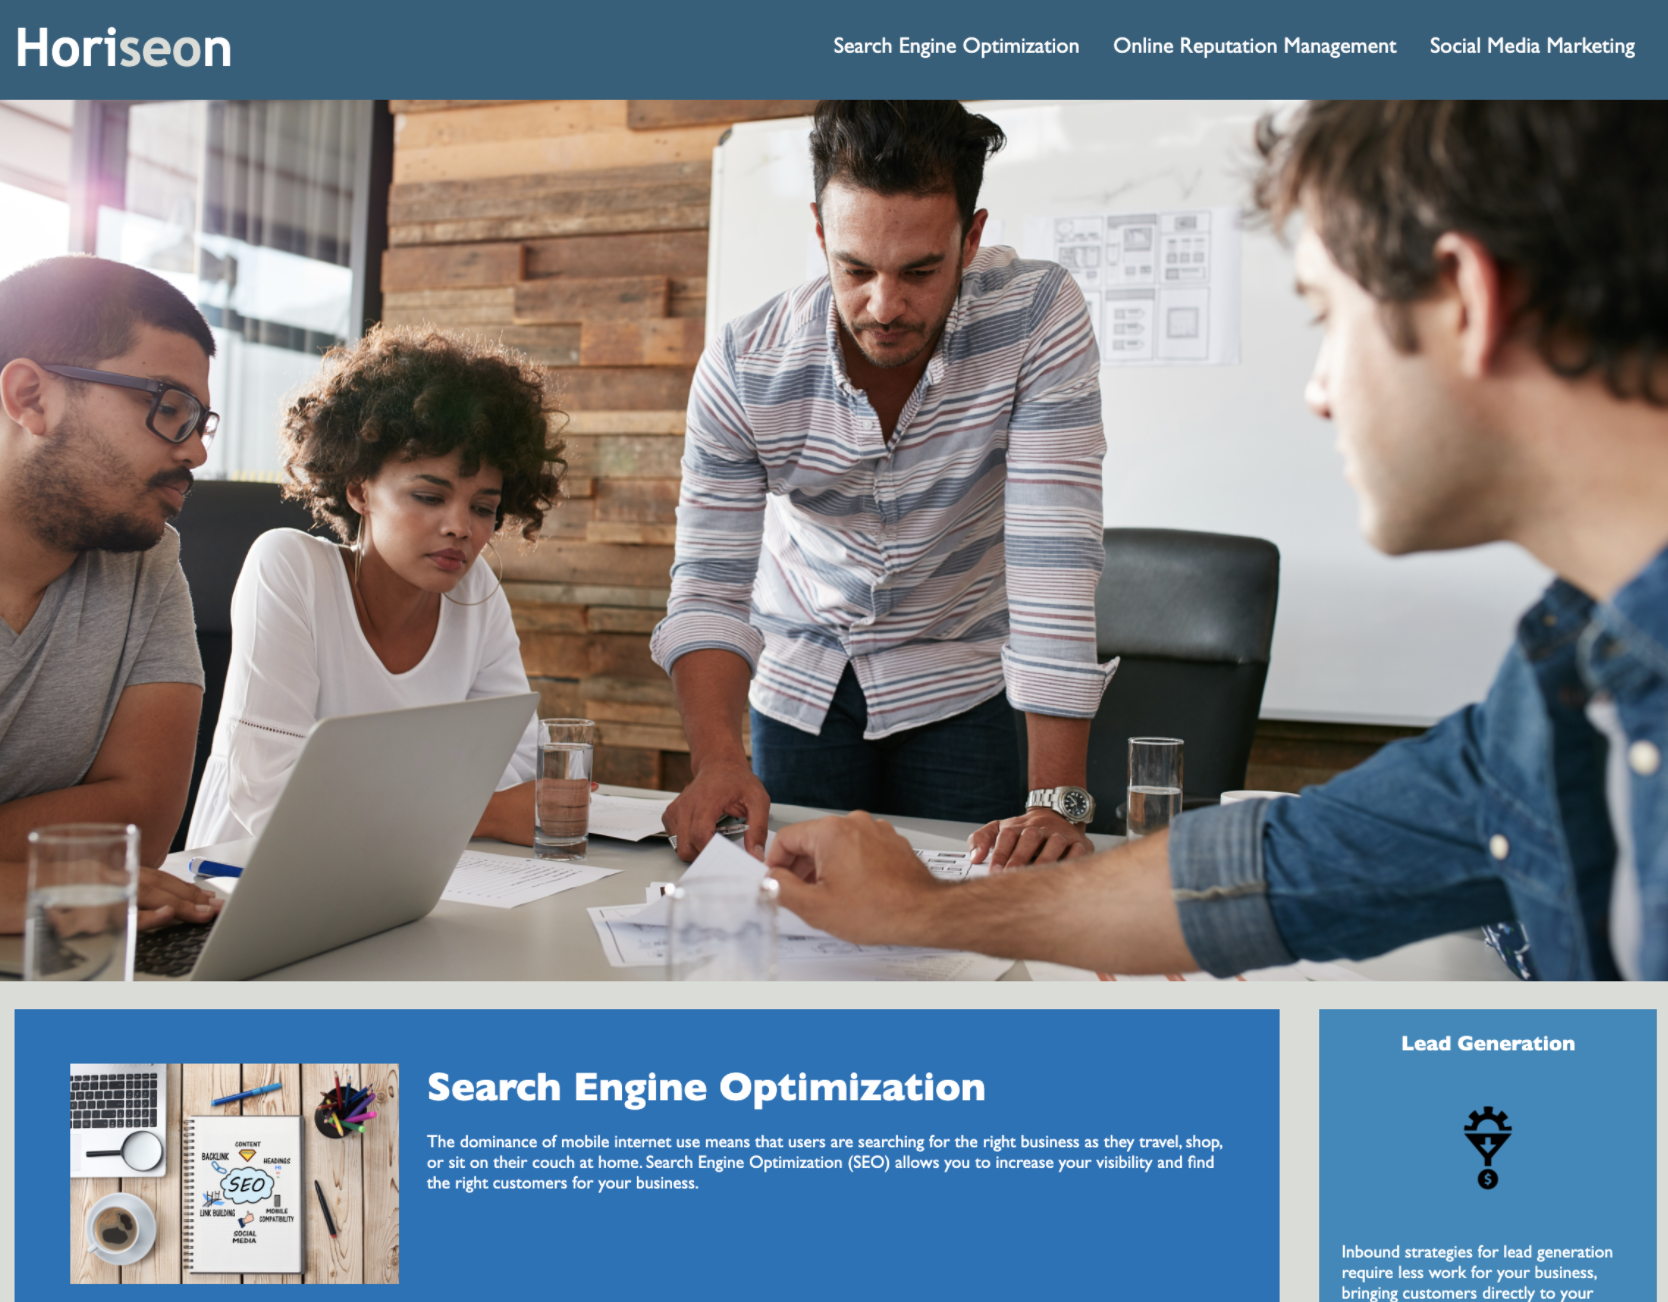 Horiseon
Search Engine Optimization
Online Reputation Management
Social Media Marketing
Search Engine Optimization
The dominance of mobile internet use means that users are searching for the right business as they travel, shop,
or sit on their couch at home. Search Engine Optimization (SEO) allows you to increase your visibility and find
the right customers for your business.
CONTENT
BACKLINK
HEADINGS
SEO
LINK BUILDING
MOBILE
COMPATIBILITY
SOCIAL
MEDIA
Lead Generation
$
Inbound strategies for lead generation
require less work for your business,
bringing customers directly to your